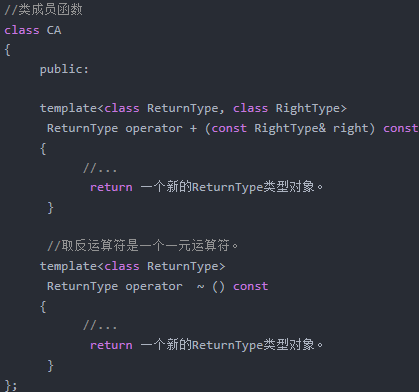 //类成员函数
class CA
{
public:
template<class ReturnType, class RightType>
ReturnType operator + (const RightType& right) const
{
//...
return 一个新的ReturnType类型对象。
}
//取反运算符是一个一元运算符。
template<class ReturnType>
ReturnType operator  ~ () const
{
//...
return 一个新的ReturnType类型对象。
}
};